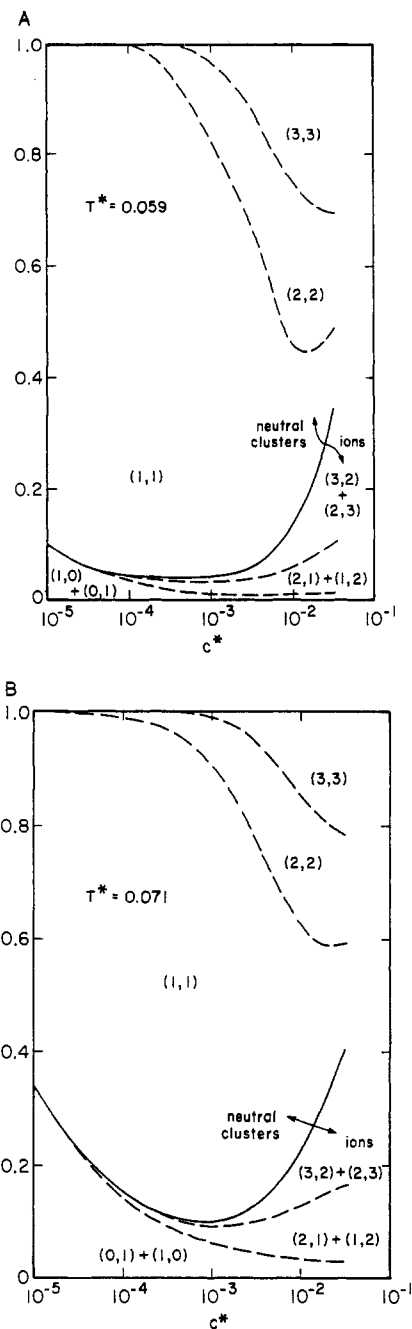 A
1.0
0.8
0.6
0.4
0.2
0
(3,3)
T* = 0.059
(2,2)
neutral clusters
ions
(1,1)
(3,2) + (2,3)
(1,0) + (0,1)
(2,1)+(1,2)
10⁻⁵
10⁻⁴
10⁻³
10⁻²
10⁻¹
c*
B
1.0
0.8
0.6
0.4
0.2
0
(3,3)
(2,2)
T* = 0.071
(1,1)
neutral clusters
ions
(3,2)+(2,3)
(2,1)+(1,2)
(0,1)+(1,0)
10⁻⁵
10⁻⁴
10⁻³
10⁻²
10⁻¹
c*